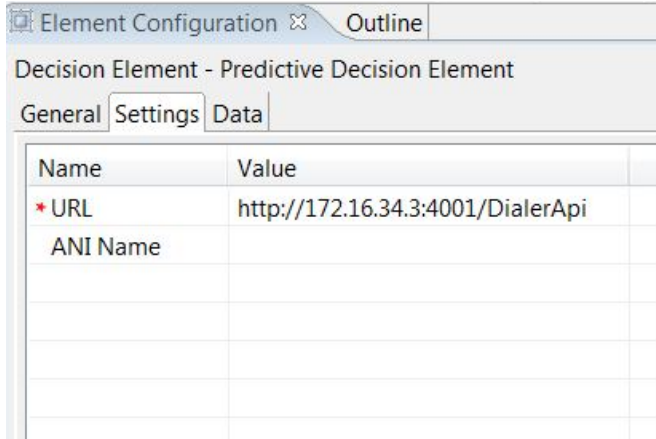 Element Configuration Outline
Decision Element - Predictive Decision Element
General Settings Data
Name Value
* URL http://172.16.34.3:4001/DialerApi
ANI Name